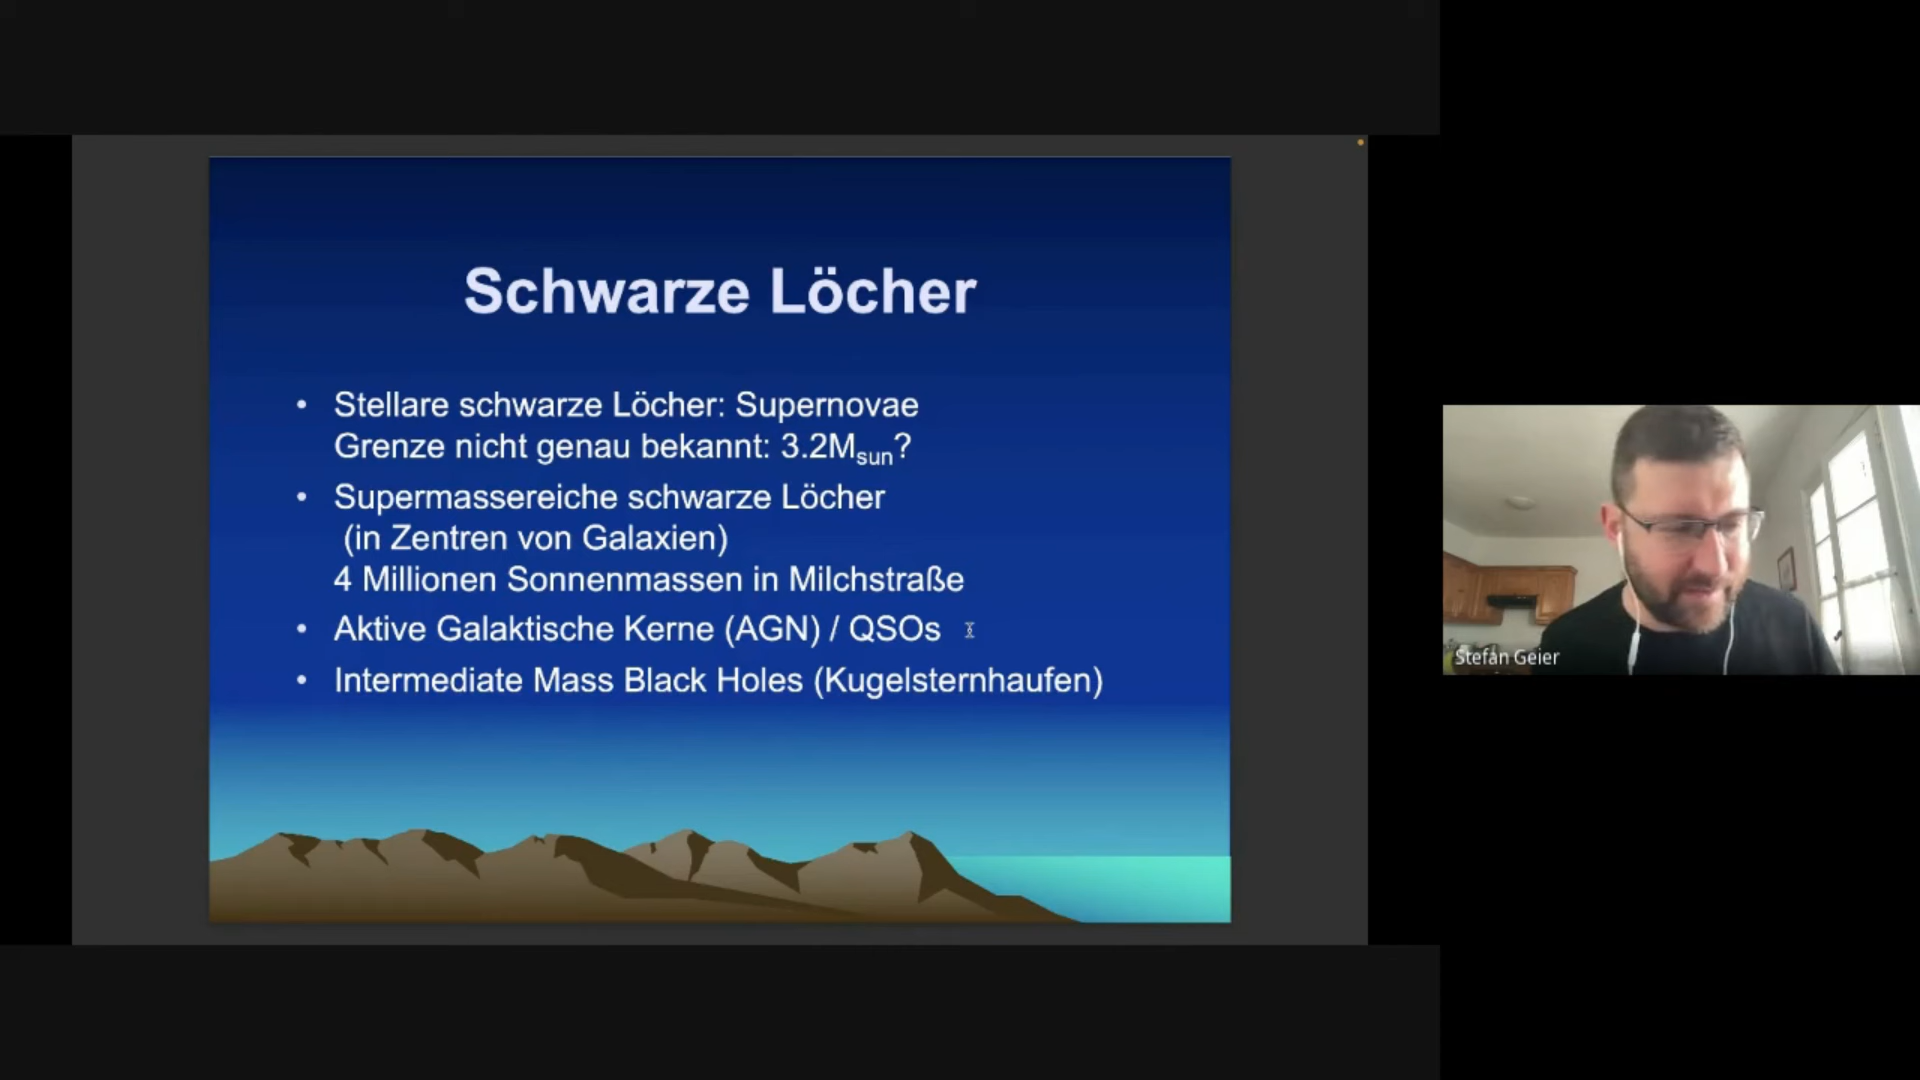 Schwarze Löcher
• Stellare schwarze Löcher: Supernovae
Grenze nicht genau bekannt: 3.2Msun?
• Supermassereiche schwarze Löcher
(in Zentren von Galaxien)
4 Millionen Sonnenmassen in Milchstraße
• Aktive Galaktische Kerne (AGN) / QSOs
• Intermediate Mass Black Holes (Kugelsternhaufen)
Stefan Geier